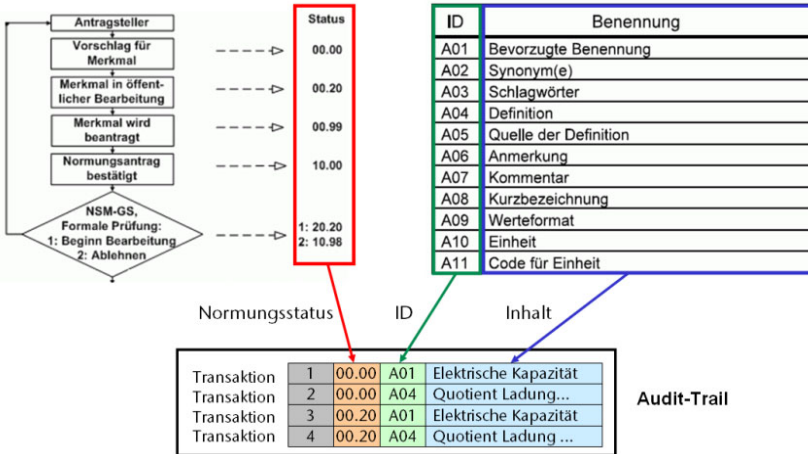 Antragsteller
Vorschlag für
Merkmal
Merkmal in öffent-
licher Bearbeitung
Merkmal wird
beantragt
Normungsantrag
bestätigt
NSM-GS,
Formale Prüfung:
1: Beginn Bearbeitung
2: Ablehnen
Status
00.00
00.20
00.99
10.00
1: 20.20
2: 10.98
ID Benennung
A01 Bevorzugte Benennung
A02 Synonym(e)
A03 Schlagwörter
A04 Definition
A05 Quelle der Definition
A06 Anmerkung
A07 Kommentar
A08 Kurzbezeichnung
A09 Werteformat
A10 Einheit
A11 Code für Einheit
Normungsstatus ID Inhalt
Transaktion 1 00.00 A01 Elektrische Kapazität
Transaktion 2 00.00 A04 Quotient Ladung...
Transaktion 3 00.20 A01 Elektrische Kapazität
Transaktion 4 00.20 A04 Quotient Ladung ...
Audit-Trail